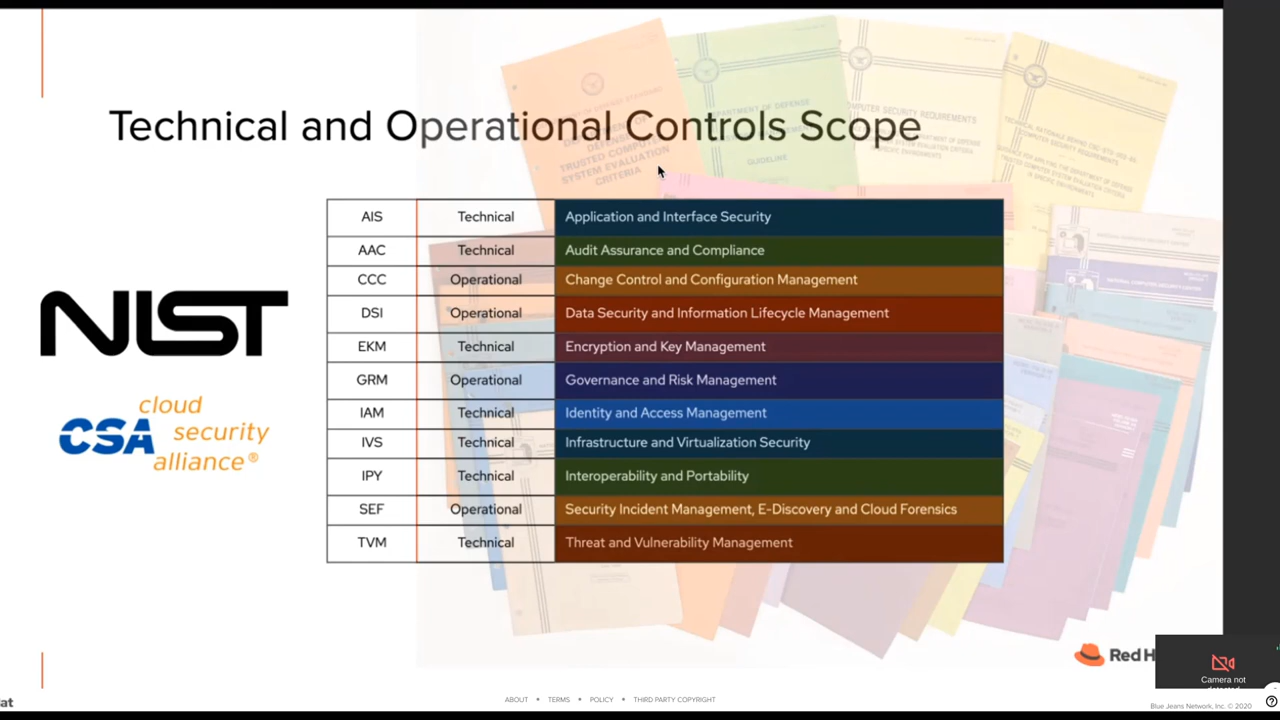 Technical and Operational Controls Scope
NIST
CSA cloud security alliance®
AIS Technical Application and Interface Security
AAC Technical Audit Assurance and Compliance
CCC Operational Change Control and Configuration Management
DSI Operational Data Security and Information Lifecycle Management
EKM Technical Encryption and Key Management
GRM Operational Governance and Risk Management
IAM Technical Identity and Access Management
IVS Technical Infrastructure and Virtualization Security
IPY Technical Interoperability and Portability
SEF Operational Security Incident Management, E-Discovery and Cloud Forensics
TVM Technical Threat and Vulnerability Management
Red H
Camera not
at
ABOUT • TERMS • POLICY • THIRD PARTY COPYRIGHT
Blue Jeans Network, Inc. © 2020